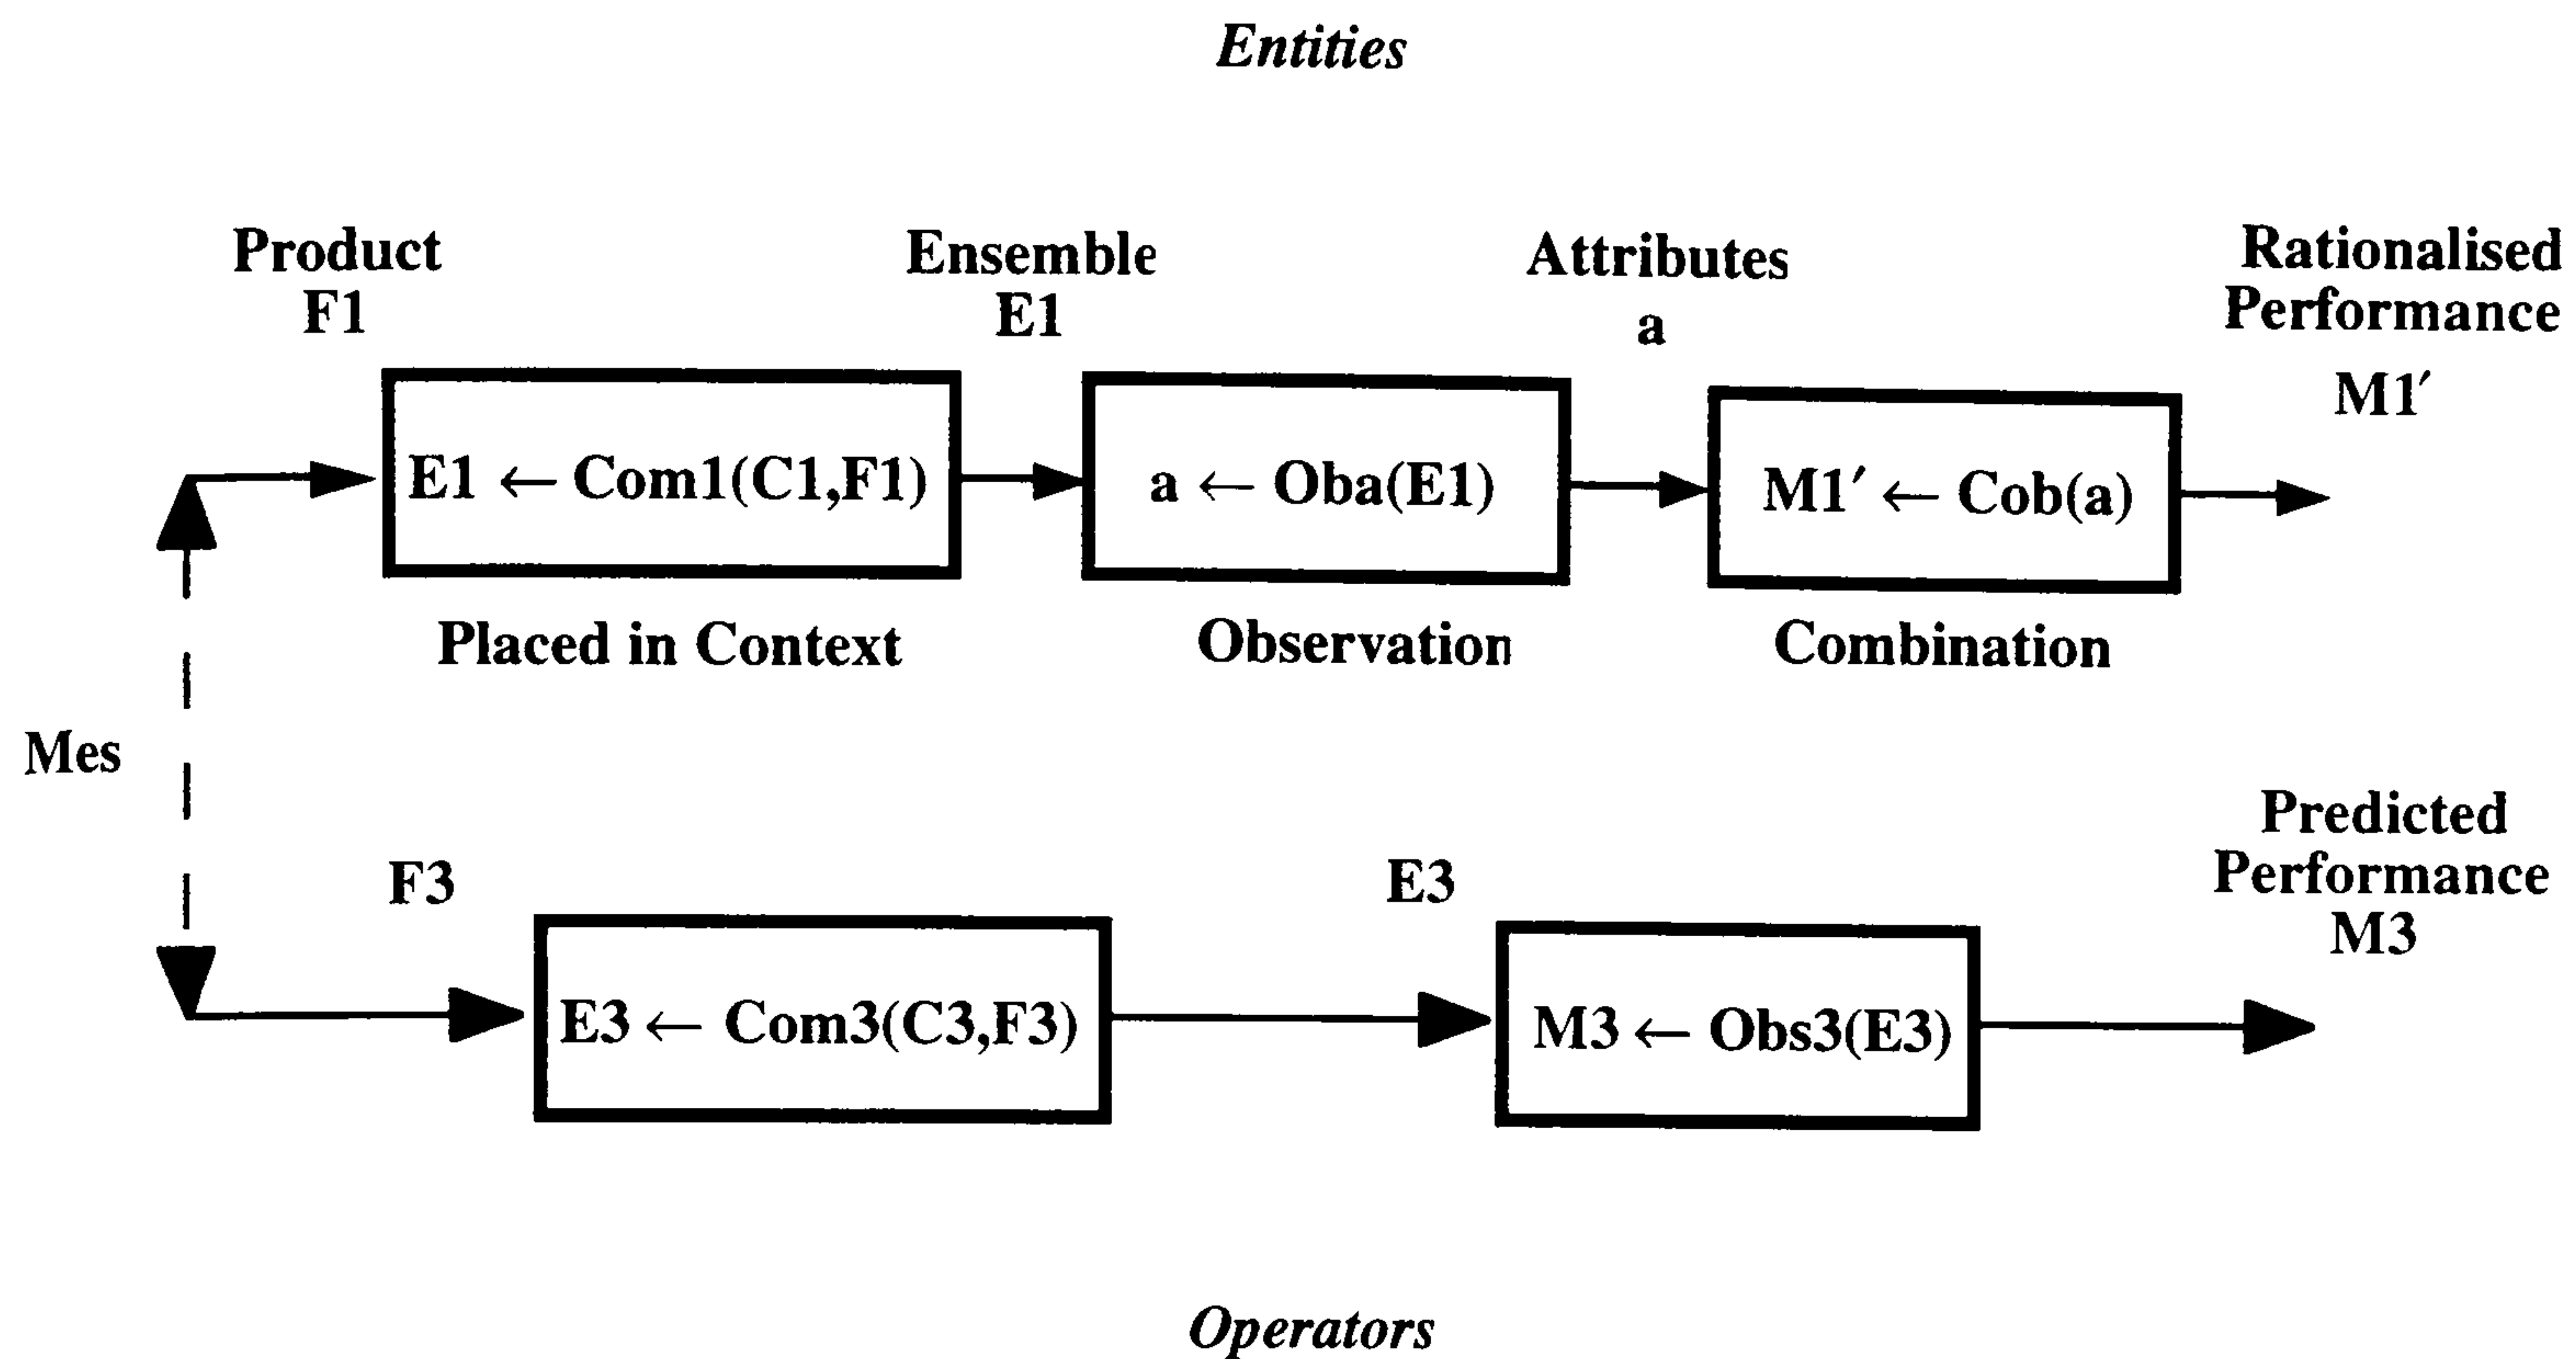 Entities
Product
F1
Ensemble
E1
Attributes
a
Rationalised
Performance
M1′
E1 ← Com1(C1,F1)
a ← Oba(E1)
M1′ ← Cob(a)
Placed in Context
Observation
Combination
Mes
F3
E3
Predicted
Performance
M3
E3 ← Com3(C3,F3)
M3 ← Obs3(E3)
Operators